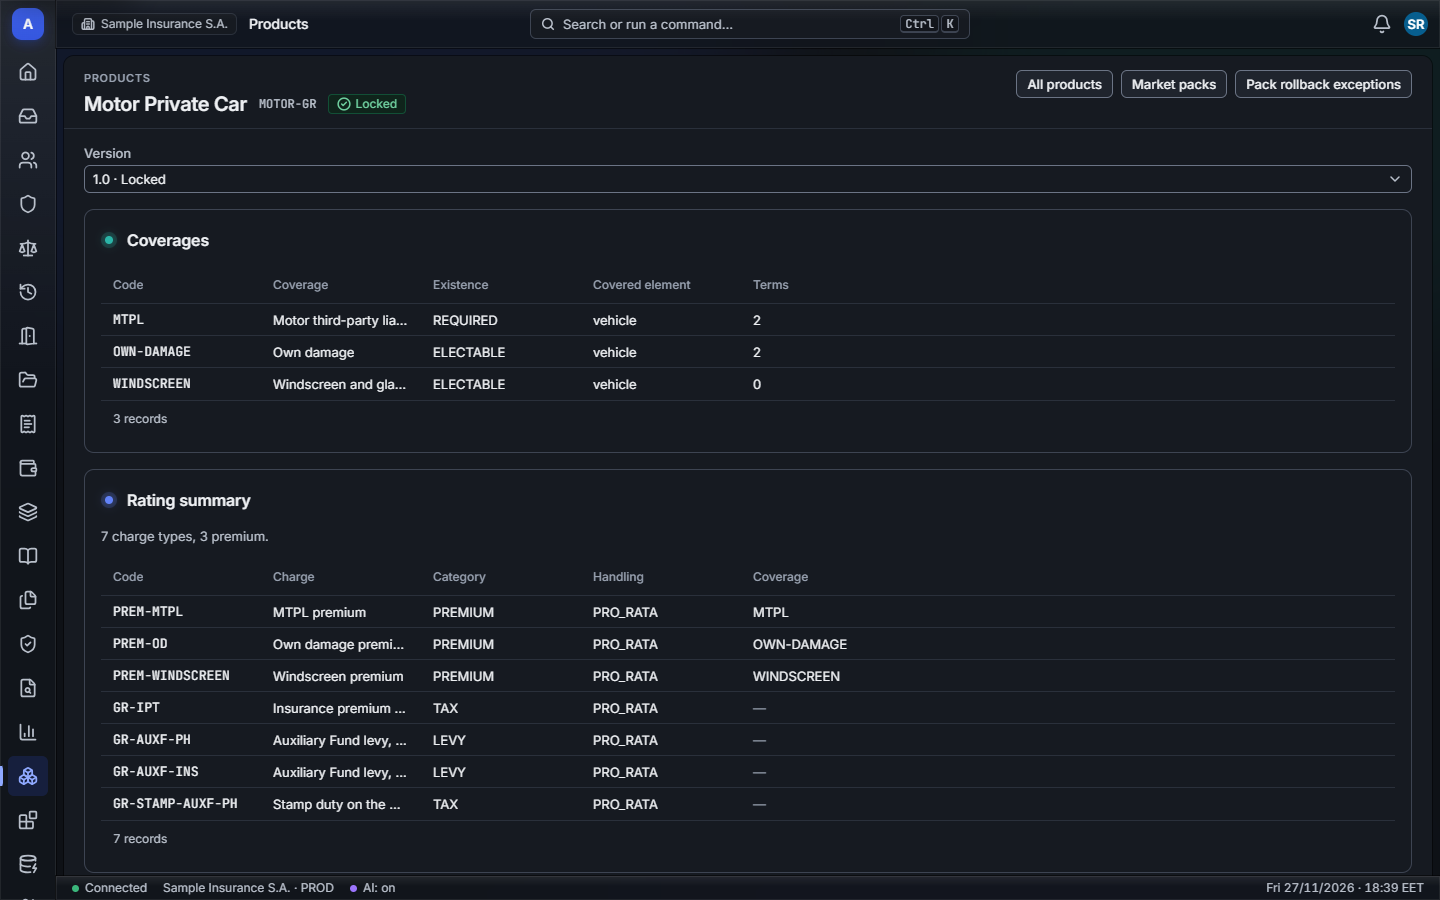 A
Sample Insurance S.A.
Products
Search or run a command...
Ctrl K
SR
PRODUCTS
Motor Private Car MOTOR-GR Locked
All products
Market packs
Pack rollback exceptions
Version
1.0 · Locked
Coverages
Code Coverage Existence Covered element Terms
MTPL Motor third-party lia... REQUIRED vehicle 2
OWN-DAMAGE Own damage ELECTABLE vehicle 2
WINDSCREEN Windscreen and gla... ELECTABLE vehicle 0
3 records
Rating summary
7 charge types, 3 premium.
Code Charge Category Handling Coverage
PREM-MTPL MTPL premium PREMIUM PRO_RATA MTPL
PREM-OD Own damage premi... PREMIUM PRO_RATA OWN-DAMAGE
PREM-WINDSCREEN Windscreen premium PREMIUM PRO_RATA WINDSCREEN
GR-IPT Insurance premium ... TAX PRO_RATA —
GR-AUXF-PH Auxiliary Fund levy, ... LEVY PRO_RATA —
GR-AUXF-INS Auxiliary Fund levy, ... LEVY PRO_RATA —
GR-STAMP-AUXF-PH Stamp duty on the ... TAX PRO_RATA —
7 records
Connected Sample Insurance S.A. · PROD AI: on
Fri 27/11/2026 · 18:39 EET